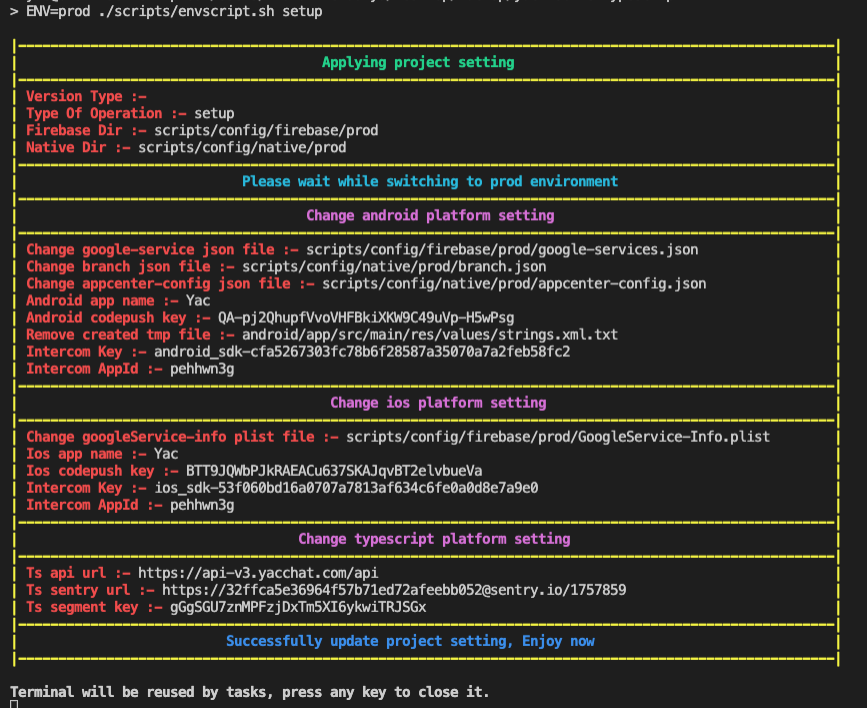 > ENV=prod ./scripts/envscript.sh setup
Applying project setting
Version Type :-
Type Of Operation :- setup
Firebase Dir :- scripts/config/firebase/prod
Native Dir :- scripts/config/native/prod
Please wait while switching to prod environment
Change android platform setting
Change google-service json file :- scripts/config/firebase/prod/google-services.json
Change branch json file :- scripts/config/native/prod/branch.json
Change appcenter-config json file :- scripts/config/native/prod/appcenter-config.json
Android app name :- Yac
Android codepush key :- QA-pj2QhupfVvoVHFBkiXKW9C49uVp-H5wPsg
Remove created tmp file :- android/app/src/main/res/values/strings.xml.txt
Intercom Key :- android_sdk-cfa5267303fc78b6f28587a35070a7a2feb58fc2
Intercom AppId :- pehhwn3g
Change ios platform setting
Change googleService-info plist file :- scripts/config/firebase/prod/GoogleService-Info.plist
Ios app name :- Yac
Ios codepush key :- BTT9JQWbPJkRAEACu637SKAJqvBT2elvbueVa
Intercom Key :- ios_sdk-53f060bd16a0707a7813af634c6fe0a0d8e7a9e0
Intercom AppId :- pehhwn3g
Change typescript platform setting
Ts api url :- https://api-v3.yacchat.com/api
Ts sentry url :- https://32ffca5e36964f57b71ed72afeebb052@sentry.io/1757859
Ts segment key :- gGgSGU7znMPFzjDxTm5XI6ykwiTRJSGx
Successfully update project setting, Enjoy now
Terminal will be reused by tasks, press any key to close it.